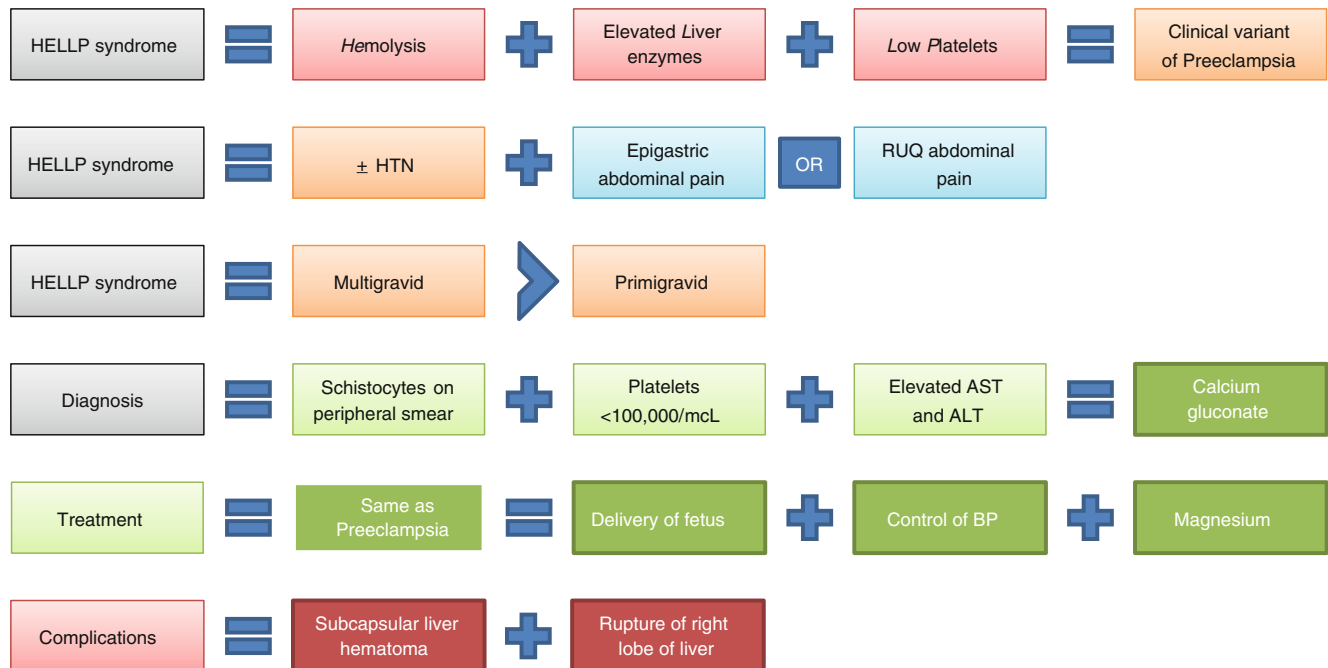 HELLP syndrome
Hemolysis
Elevated Liver
enzymes
Low Platelets
Clinical variant
of Preeclampsia
HELLP syndrome
± HTN
Epigastric
abdominal pain
OR
RUQ abdominal
pain
HELLP syndrome
Multigravid
Primigravid
Diagnosis
Schistocytes on
peripheral smear
Platelets
<100,000/mcL
Elevated AST
and ALT
Calcium
gluconate
Treatment
Same as
Preeclampsia
Delivery of fetus
Control of BP
Magnesium
Complications
Subcapsular liver
hematoma
Rupture of right
lobe of liver